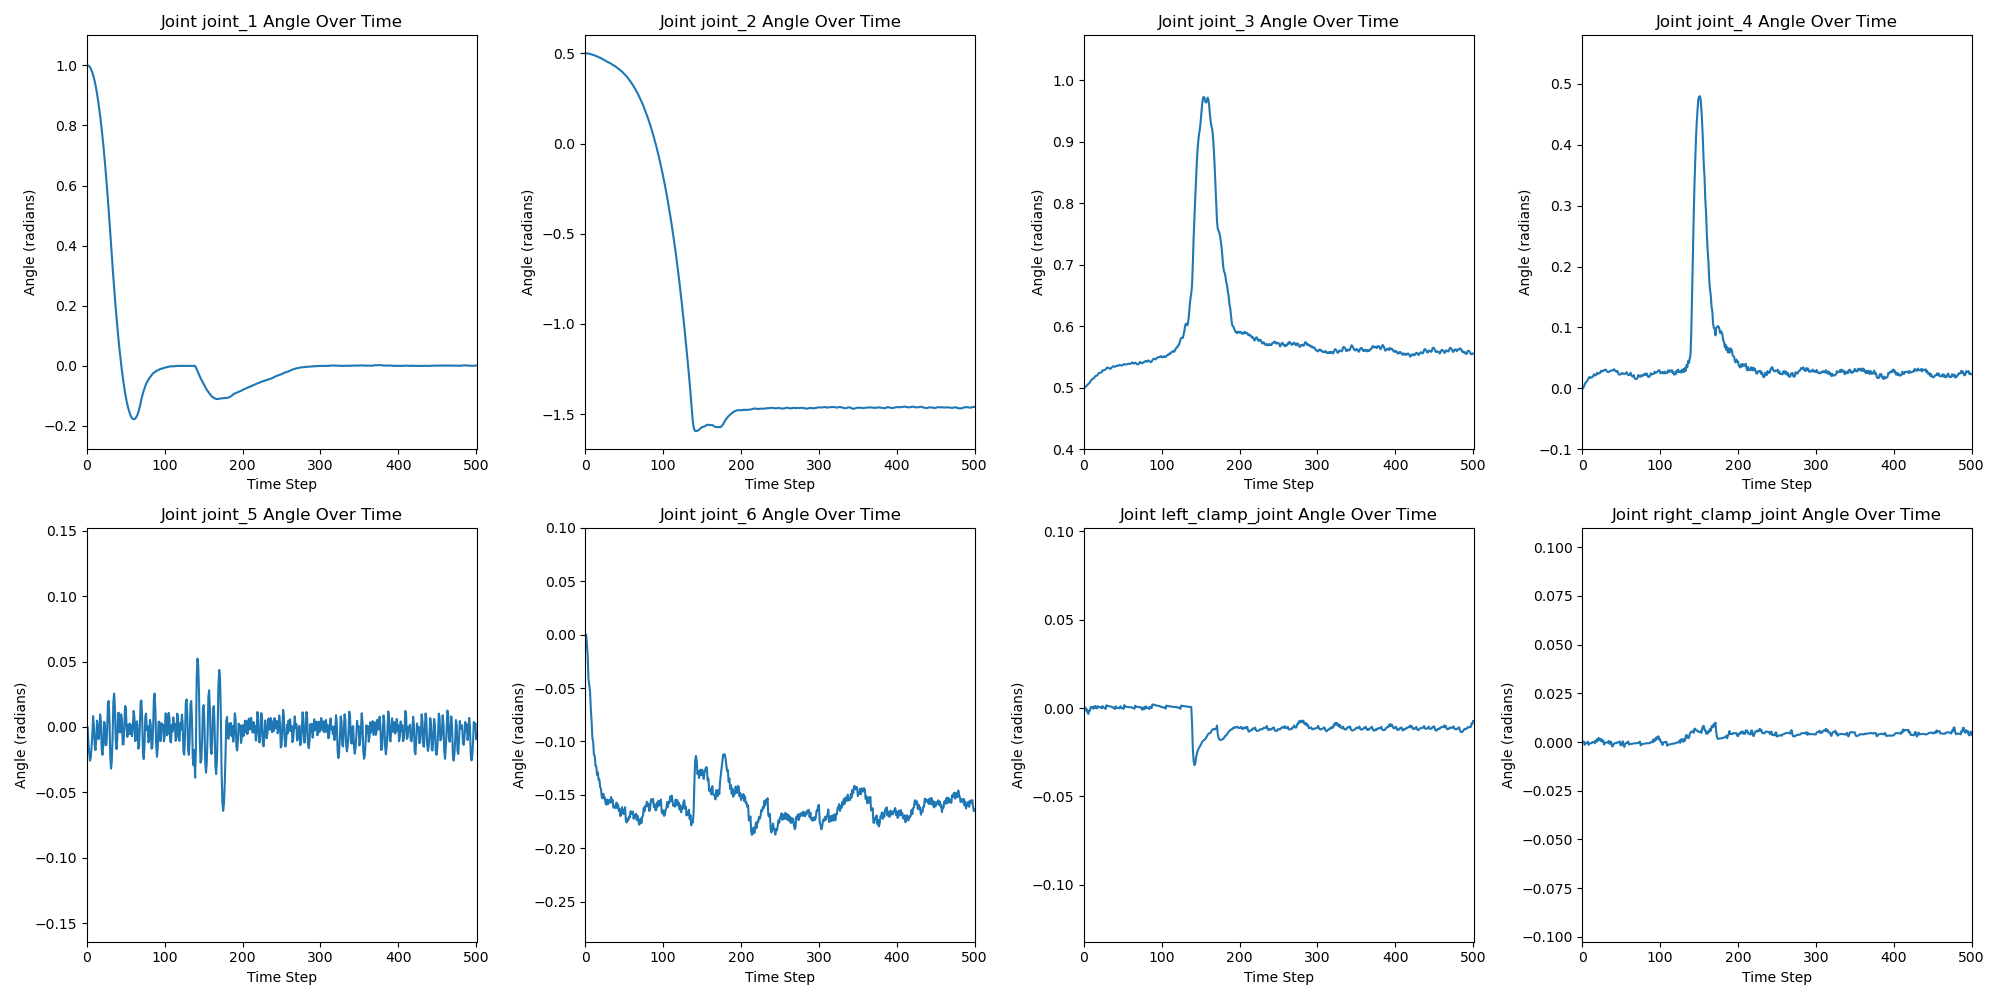 Joint joint_1 Angle Over Time
Joint joint_2 Angle Over Time
Joint joint_3 Angle Over Time
Joint joint_4 Angle Over Time
Angle (radians)
1.0
0.8
0.6
0.4
0.2
0.0
−0.2
0 100 200 300 400 500
Time Step
Angle (radians)
0.5
0.0
−0.5
−1.0
−1.5
0 100 200 300 400 500
Time Step
Angle (radians)
1.0
0.9
0.8
0.7
0.6
0.5
0.4
0 100 200 300 400 500
Time Step
Angle (radians)
0.5
0.4
0.3
0.2
0.1
0.0
−0.1
0 100 200 300 400 500
Time Step
Joint joint_5 Angle Over Time
Joint joint_6 Angle Over Time
Joint left_clamp_joint Angle Over Time
Joint right_clamp_joint Angle Over Time
Angle (radians)
0.15
0.10
0.05
0.00
−0.05
−0.10
−0.15
0 100 200 300 400 500
Time Step
Angle (radians)
0.10
0.05
0.00
−0.05
−0.10
−0.15
−0.20
−0.25
0 100 200 300 400 500
Time Step
Angle (radians)
0.10
0.05
0.00
−0.05
−0.10
0 100 200 300 400 500
Time Step
Angle (radians)
0.100
0.075
0.050
0.025
0.000
−0.025
−0.050
−0.075
−0.100
0 100 200 300 400 500
Time Step